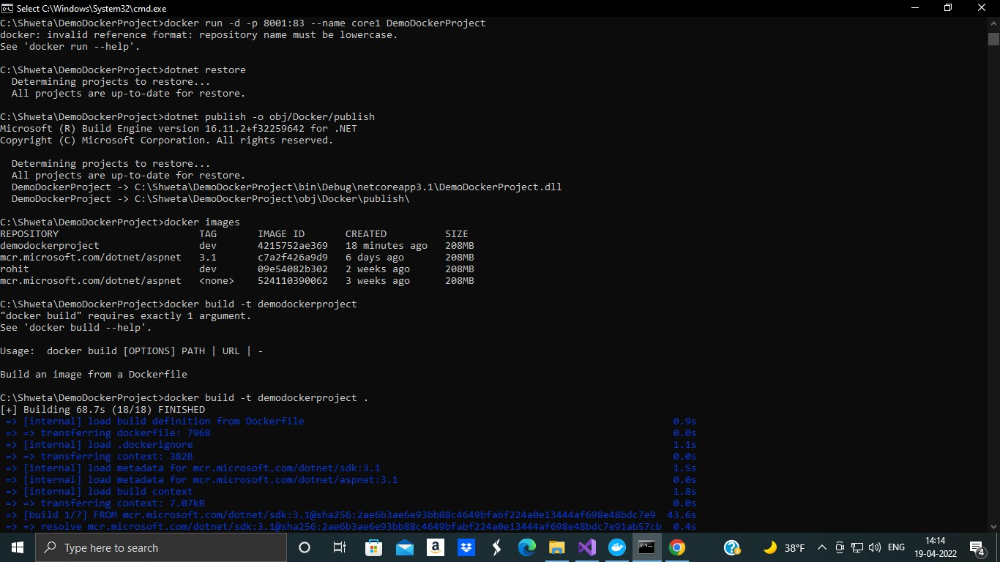 Select C:\Windows\System32\cmd.exe
C:\Shweta\DemoDockerProject>docker run -d -p 8001:83 --name core1 DemoDockerProject
docker: invalid reference format: repository name must be lowercase.
See 'docker run --help'.
C:\Shweta\DemoDockerProject>dotnet restore
Determining projects to restore...
All projects are up-to-date for restore.
C:\Shweta\DemoDockerProject>dotnet publish -o obj/Docker/publish
Microsoft (R) Build Engine version 16.11.2+f32259642 for .NET
Copyright (C) Microsoft Corporation. All rights reserved.
Determining projects to restore...
All projects are up-to-date for restore.
DemoDockerProject -> C:\Shweta\DemoDockerProject\bin\Debug\netcoreapp3.1\DemoDockerProject.dll
DemoDockerProject -> C:\Shweta\DemoDockerProject\obj\Docker\publish\
C:\Shweta\DemoDockerProject>docker images
REPOSITORY TAG IMAGE ID CREATED SIZE
demodockerproject dev 4215752ae369 18 minutes ago 208MB
mcr.microsoft.com/dotnet/aspnet 3.1 c7a2f426a9d9 6 days ago 208MB
rohit dev 09e54082b302 2 weeks ago 208MB
mcr.microsoft.com/dotnet/aspnet <none> 524110390062 3 weeks ago 208MB
C:\Shweta\DemoDockerProject>docker build -t demodockerproject
"docker build" requires exactly 1 argument.
See 'docker build --help'.
Usage:  docker build [OPTIONS] PATH | URL | -
Build an image from a Dockerfile
C:\Shweta\DemoDockerProject>docker build -t demodockerproject .
[+] Building 68.7s (18/18) FINISHED
=> [internal] load build definition from Dockerfile 0.9s
=> => transferring dockerfile: 796B 0.0s
=> [internal] load .dockerignore 1.1s
=> => transferring context: 382B 0.0s
=> [internal] load metadata for mcr.microsoft.com/dotnet/sdk:3.1 1.5s
=> [internal] load metadata for mcr.microsoft.com/dotnet/aspnet:3.1 0.0s
=> [internal] load build context 1.8s
=> => transferring context: 7.07kB 0.0s
=> [build 1/7] FROM mcr.microsoft.com/dotnet/sdk:3.1@sha256:2ae6b3ae6e93bb88c4649bfabf224a0e13444af698e48bdc7e9 43.6s
=> => resolve mcr.microsoft.com/dotnet/sdk:3.1@sha256:2ae6b3ae6e93bb88c4649bfabf224a0e13444af698e48bdc7e91ab57cb 0.4s
Type here to search
38°F
ENG
14:14
19-04-2022
4